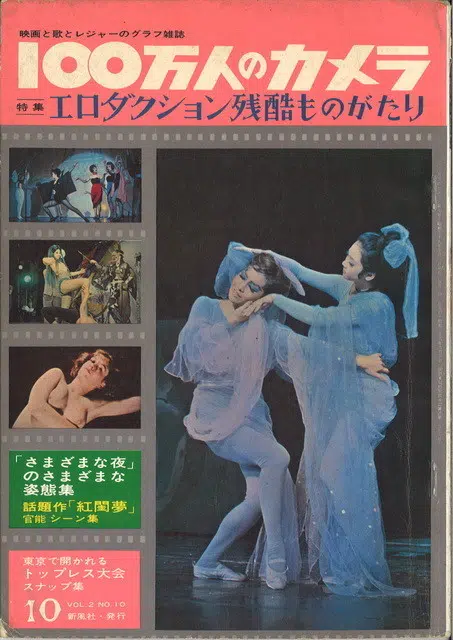 映画と歌とレジャーのグラフ雑誌
100万人のカメラ
特集 エロダクション残酷ものがたり
「さまざまな夜」
のさまざまな
姿態集
話題作「紅閨夢」
官能シーン集
東京で開かれる
トップレス大会
スナップ集
10 VOL.2 NO.10
新風社・発行